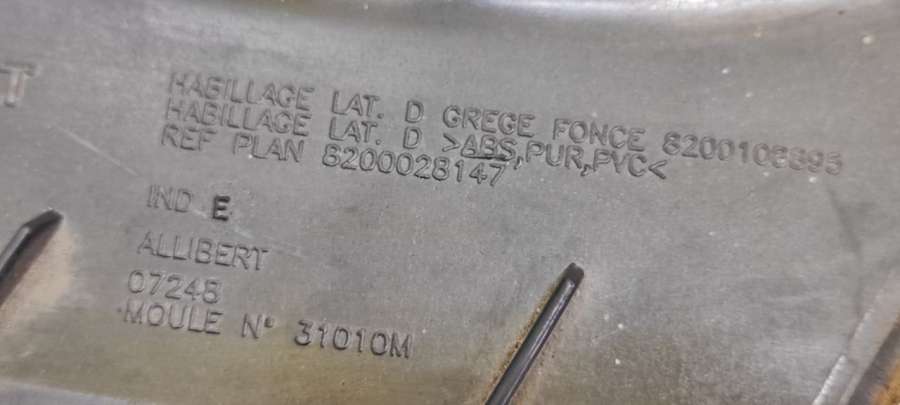 T
HABILLAGE LAT. D GREGE FONCE 8200108895
HABILLAGE LAT. D >ABS,PUR,PVC<
REF PLAN 8200028147
IND E
ALLIBERT
07248
MOULE N° 31010M